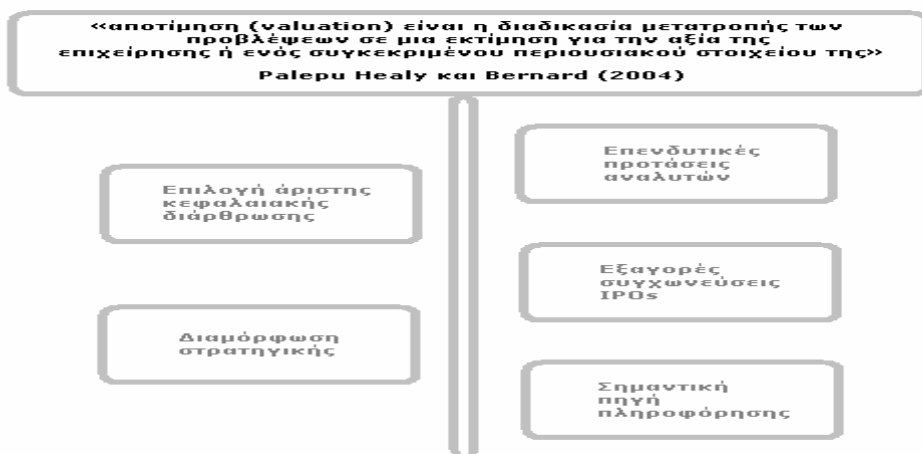 «αποτίμηση (valuation) είναι η διαδικασία μετατροπής των
προβλέψεων σε μια εκτίμηση για την αξία της
επιχείρησης ή ενός συγκεκριμένου περιουσιακού στοιχείου της»
Palepu Healy και Bernard (2004)
Επιλογή άριστης
κεφαλαιακής
διάρθρωσης
Διαμόρφωση
στρατηγικής
Επενδυτικές
προτάσεις
αναλυτών
Εξαγορές
συγχωνεύσεις
IPOs
Σημαντική
πηγή
πληροφόρησης